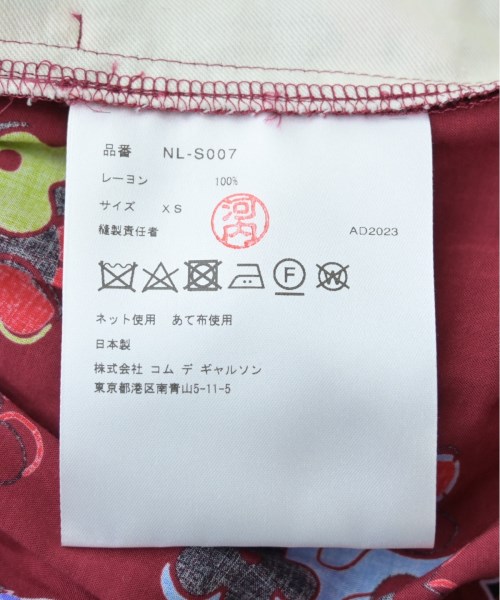 品番 NL-S007
レーヨン 100%
サイズ XS
縫製責任者 河内 AD2023
F W
ネット使用 あて布使用
日本製
株式会社 コム デ ギャルソン
東京都港区南青山5-11-5